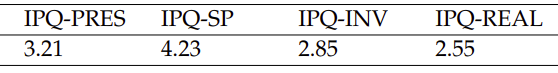 IPQ-PRES IPQ-SP IPQ-INV IPQ-REAL
3.21 4.23 2.85 2.55